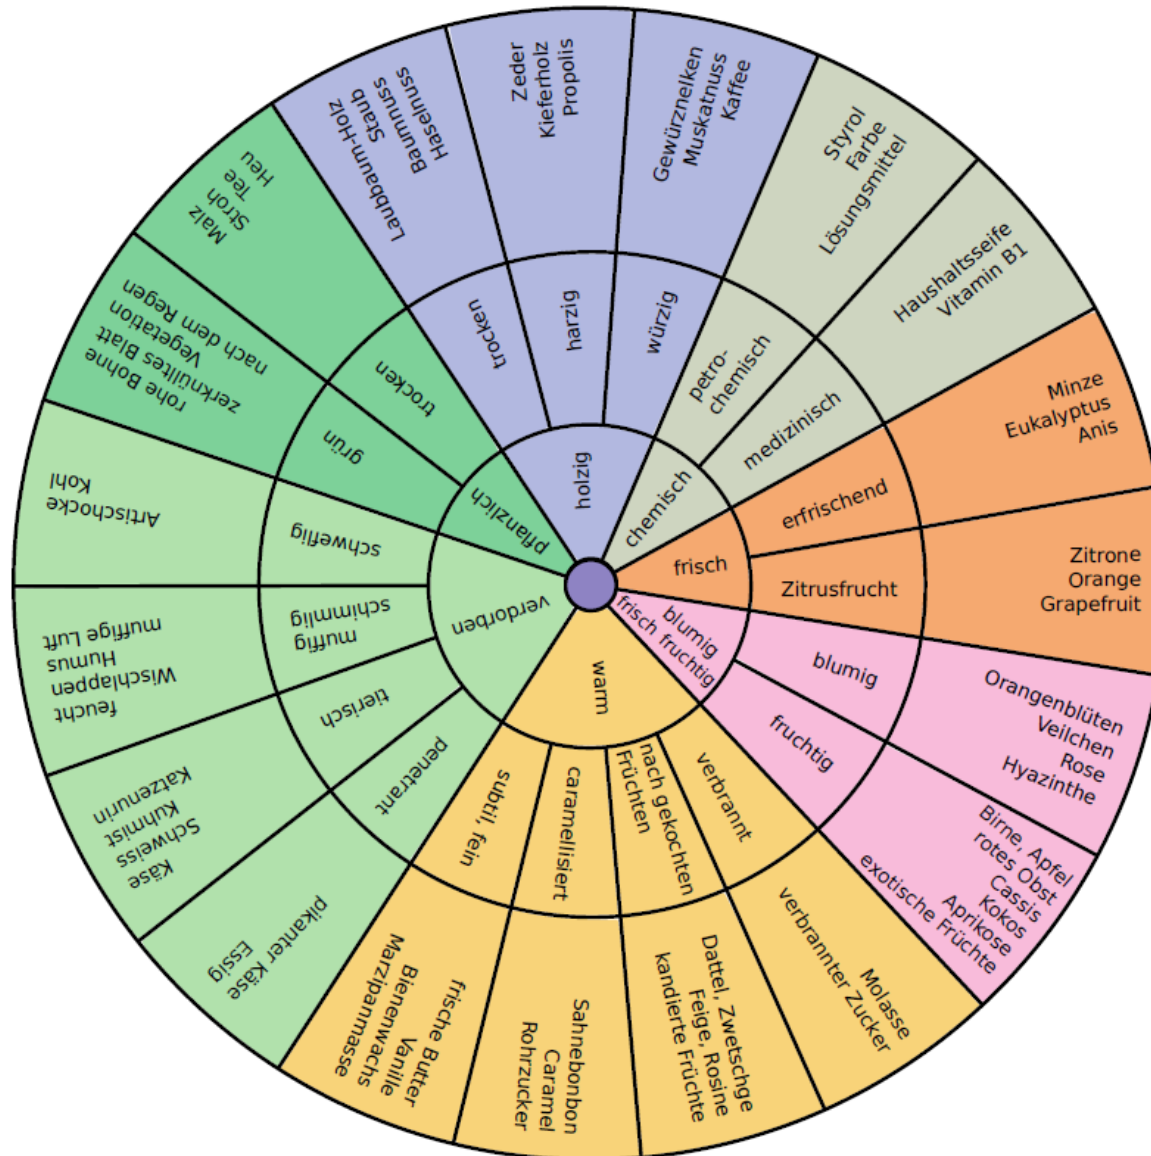 holzig
trocken
Laubbaum-Holz
Staub
Baumnuss
Haselnuss
harzig
Zeder
Kieferholz
Propolis
würzig
Gewürznelken
Muskatnuss
Kaffee
chemisch
petro-
chemisch
Styrol
Farbe
Lösungsmittel
medizinisch
Haushaltsseife
Vitamin B1
frisch
erfrischend
Minze
Eukalyptus
Anis
Zitrusfrucht
Zitrone
Orange
Grapefruit
blumig
frisch fruchtig
blumig
Orangenblüten
Veilchen
Rose
Hyazinthe
fruchtig
Birne, Apfel
rotes Obst
Cassis
Kokos
Aprikose
exotische Früchte
warm
verbrannt
Molasse
verbrannter Zucker
nach gekochten
Früchten
Dattel, Zwetschge
Feige, Rosine
kandierte Früchte
caramellisiert
Sahnebonbon
Caramel
Rohrzucker
subtil, fein
frische Butter
Vanille
Bienenwachs
Marzipanmasse
verdorben
penetrant
pikanter Käse
Essig
tierisch
Käse
Schweiss
Kuhmist
Katzenurin
muffig
schimmlig
feucht
Wischlappen
Humus
muffige Luft
schweflig
Artischocke
Kohl
pflanzlich
grün
rohe Bohne
zerknülltes Blatt
Vegetation
nach dem Regen
trocken
Malz
Stroh
Tee
Heu